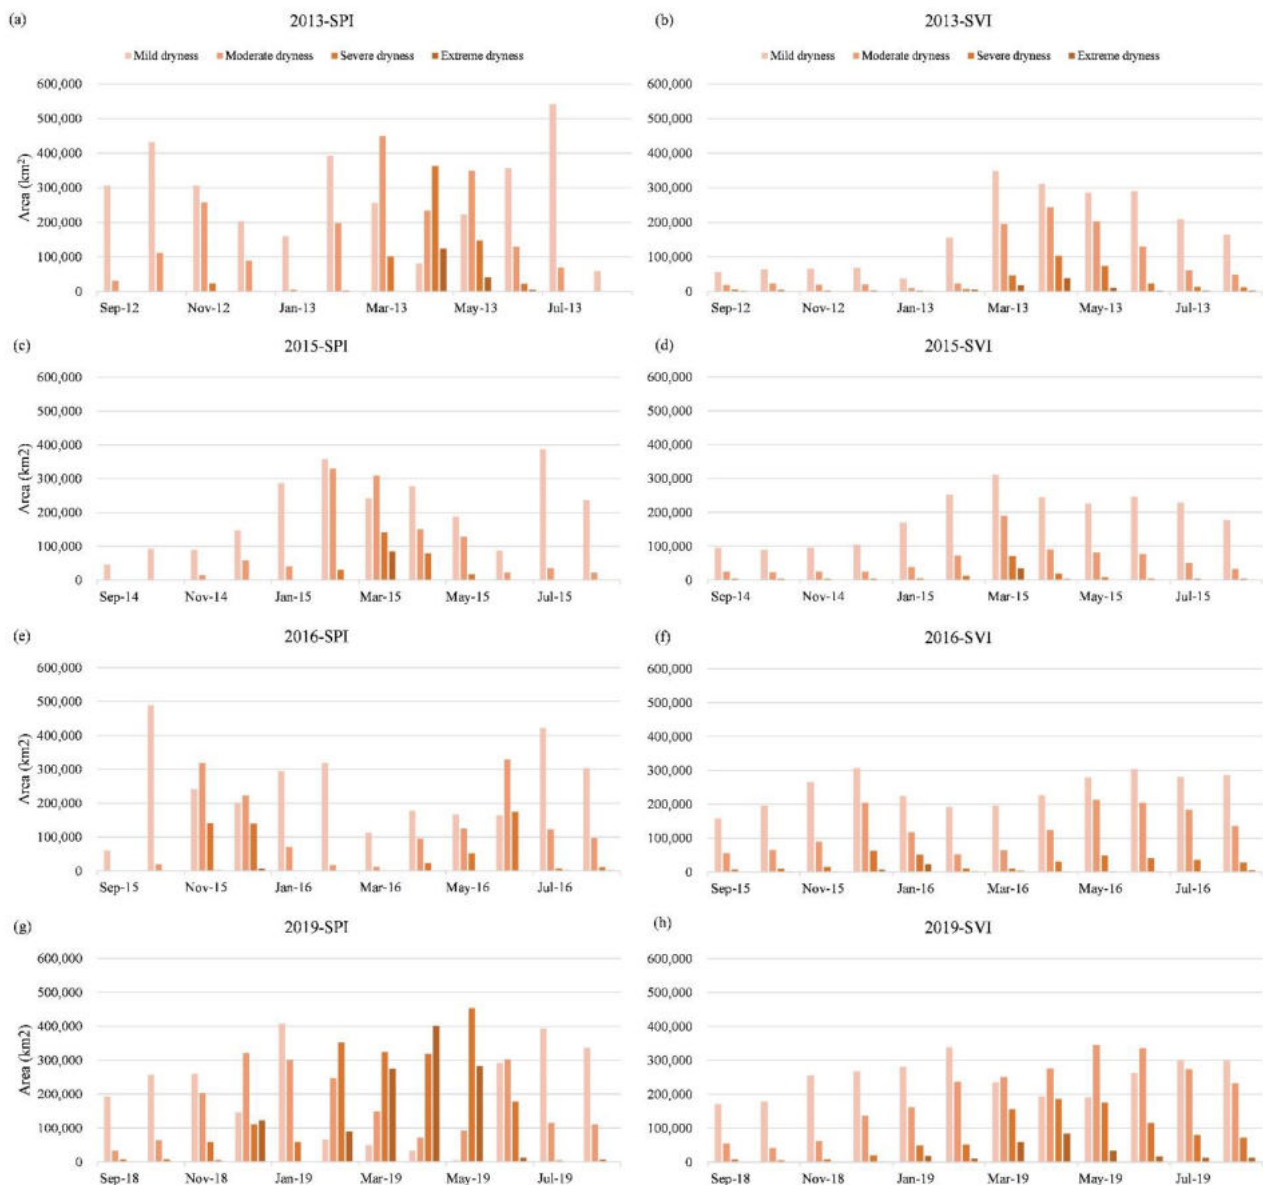 (a) 2013-SPI
Mild dryness Moderate dryness Severe dryness Extreme dryness
600,000
500,000
400,000
300,000
200,000
100,000
0
Area (km²)
Sep-12 Nov-12 Jan-13 Mar-13 May-13 Jul-13
(b) 2013-SVI
Mild dryness Moderate dryness Severe dryness Extreme dryness
600,000
500,000
400,000
300,000
200,000
100,000
0
Sep-12 Nov-12 Jan-13 Mar-13 May-13 Jul-13
(c) 2015-SPI
600,000
500,000
400,000
300,000
200,000
100,000
0
Area (km2)
Sep-14 Nov-14 Jan-15 Mar-15 May-15 Jul-15
(d) 2015-SVI
600,000
500,000
400,000
300,000
200,000
100,000
0
Sep-14 Nov-14 Jan-15 Mar-15 May-15 Jul-15
(e) 2016-SPI
600,000
500,000
400,000
300,000
200,000
100,000
0
Area (km2)
Sep-15 Nov-15 Jan-16 Mar-16 May-16 Jul-16
(f) 2016-SVI
600,000
500,000
400,000
300,000
200,000
100,000
0
Sep-15 Nov-15 Jan-16 Mar-16 May-16 Jul-16
(g) 2019-SPI
600,000
500,000
400,000
300,000
200,000
100,000
0
Area (km2)
Sep-18 Nov-18 Jan-19 Mar-19 May-19 Jul-19
(h) 2019-SVI
600,000
500,000
400,000
300,000
200,000
100,000
0
Sep-18 Nov-18 Jan-19 Mar-19 May-19 Jul-19